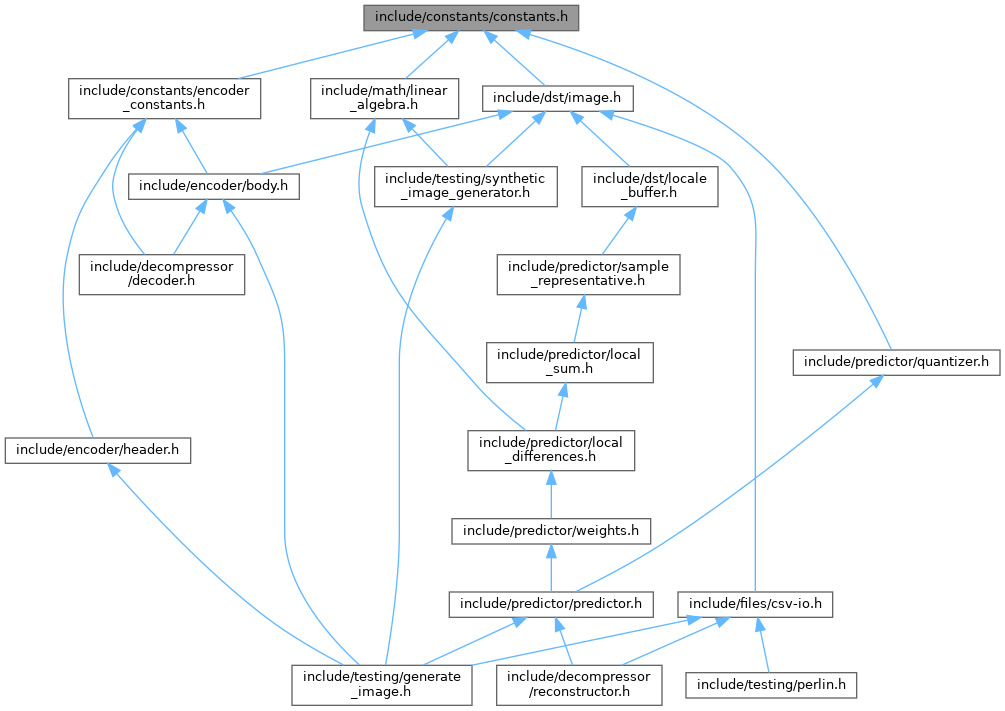 include/constants/constants.h
include/constants/encoder
_constants.h
include/math/linear
_algebra.h
include/dst/image.h
include/encoder/body.h
include/testing/synthetic
_image_generator.h
include/dst/locale
_buffer.h
include/decompressor
/decoder.h
include/predictor/sample
_representative.h
include/predictor/local
_sum.h
include/predictor/quantizer.h
include/encoder/header.h
include/predictor/local
_differences.h
include/predictor/weights.h
include/predictor/predictor.h
include/files/csv-io.h
include/testing/generate
_image.h
include/decompressor
/reconstructor.h
include/testing/perlin.h